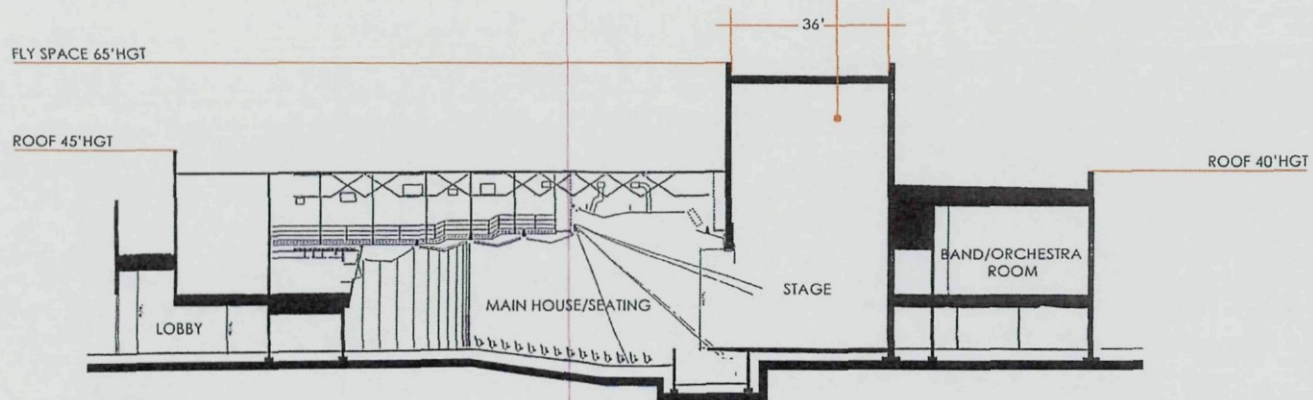 36'
FLY SPACE 65'HGT
ROOF 45'HGT
ROOF 40'HGT
BAND/ORCHESTRA
ROOM
STAGE
MAIN HOUSE/SEATING
LOBBY